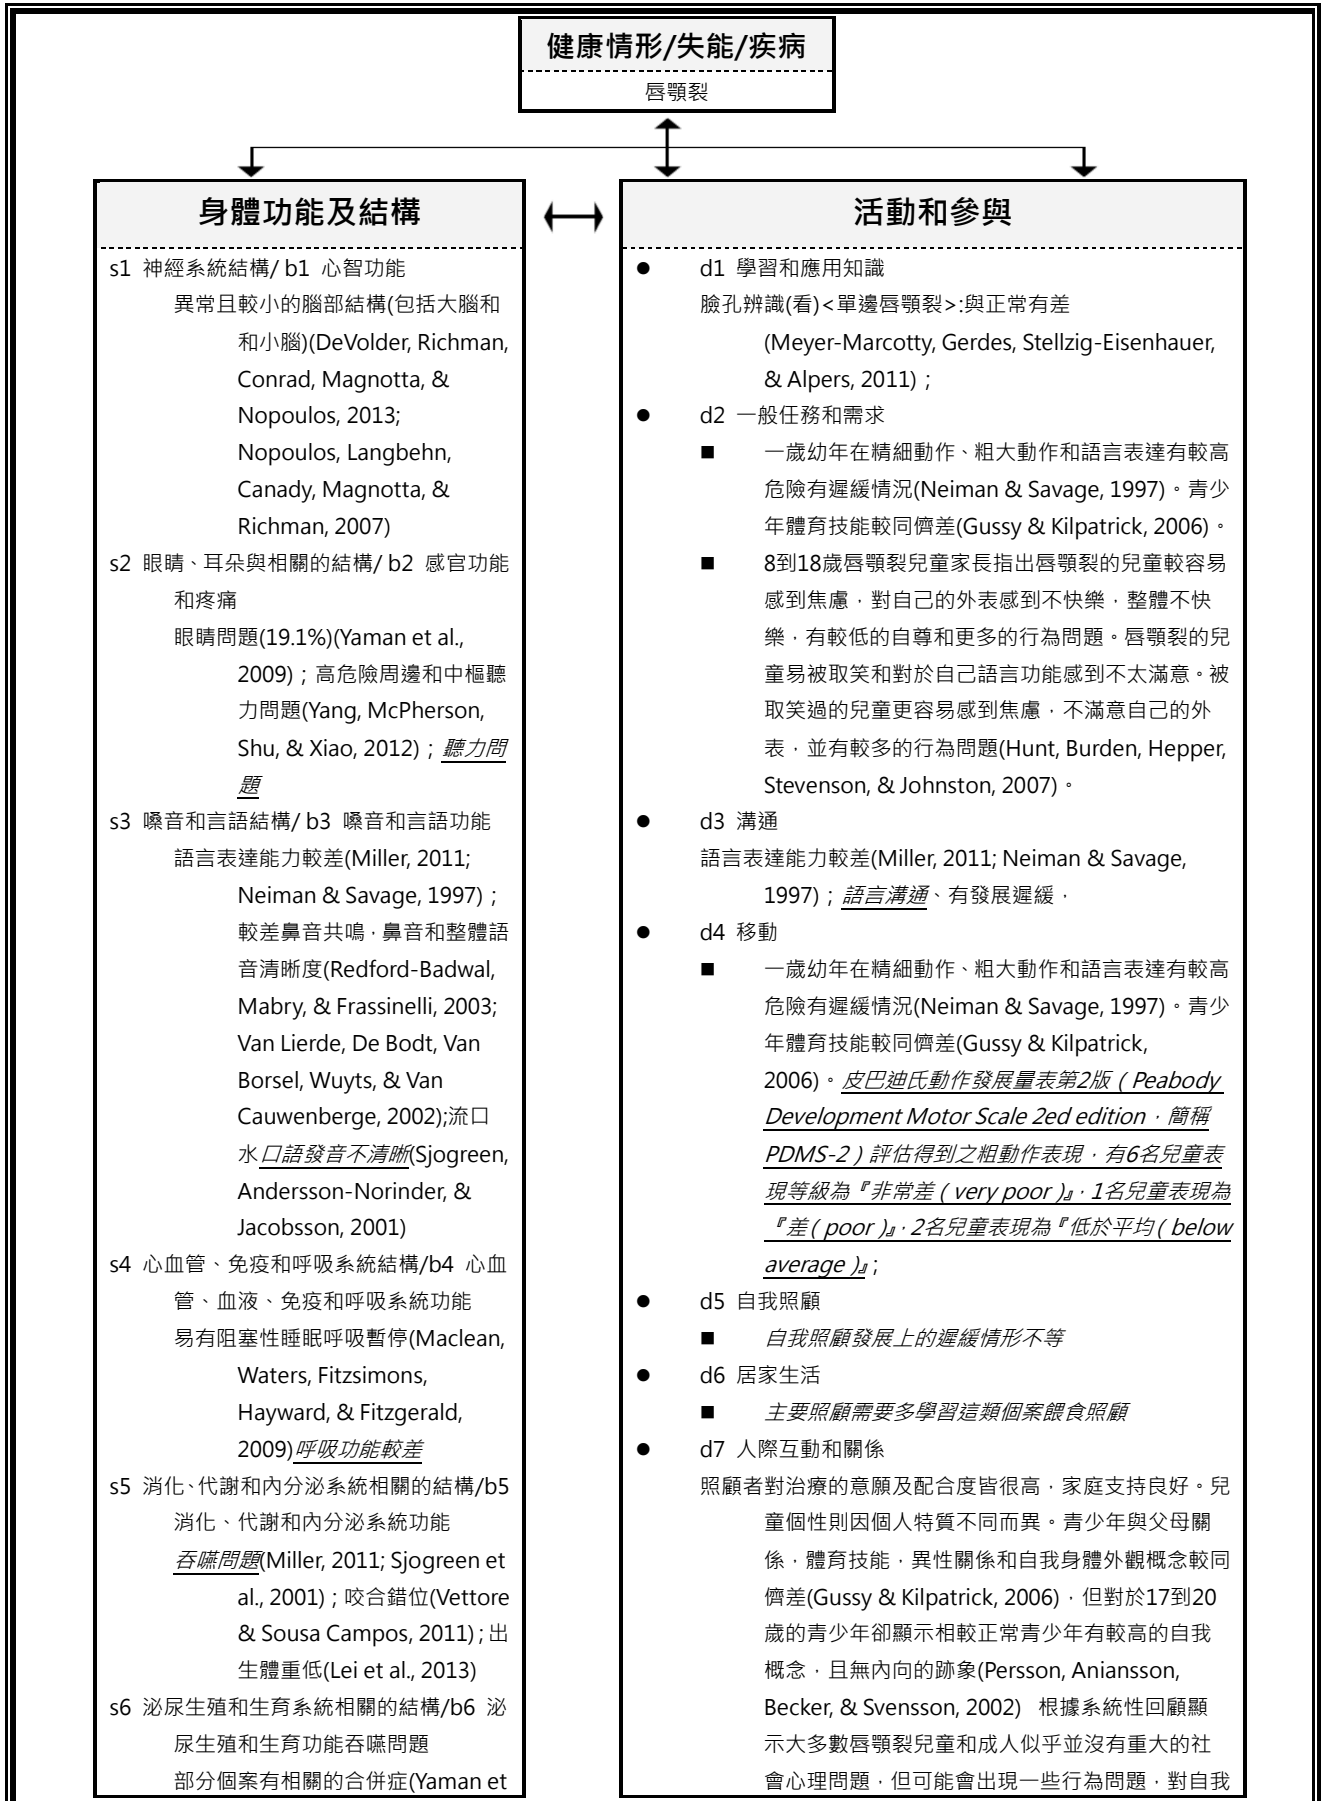 健康情形/失能/疾病
唇顎裂
身體功能及結構
s1 神經系統結構/ b1 心智功能
異常且較小的腦部結構(包括大腦和
和小腦)(DeVolder, Richman,
Conrad, Magnotta, &
Nopoulos, 2013;
Nopoulos, Langbehn,
Canady, Magnotta, &
Richman, 2007)
s2 眼睛、耳朵與相關的結構/ b2 感官功能
和疼痛
眼睛問題(19.1%)(Yaman et al.,
2009)；高危險周邊和中樞聽
力問題(Yang, McPherson,
Shu, & Xiao, 2012)；聽力問
題
s3 嗓音和言語結構/ b3 嗓音和言語功能
語言表達能力較差(Miller, 2011;
Neiman & Savage, 1997)；
較差鼻音共鳴，鼻音和整體語
音清晰度(Redford-Badwal,
Mabry, & Frassinelli, 2003;
Van Lierde, De Bodt, Van
Borsel, Wuyts, & Van
Cauwenberge, 2002);流口
水口語發音不清晰(Sjogreen,
Andersson-Norinder, &
Jacobsson, 2001)
s4 心血管、免疫和呼吸系統結構/b4 心血
管、血液、免疫和呼吸系統功能
易有阻塞性睡眠呼吸暫停(Maclean,
Waters, Fitzsimons,
Hayward, & Fitzgerald,
2009)呼吸功能較差
s5 消化、代謝和內分泌系統相關的結構/b5
消化、代謝和內分泌系統功能
吞嚥問題(Miller, 2011; Sjogreen et
al., 2001)；咬合錯位(Vettore
& Sousa Campos, 2011)；出
生體重低(Lei et al., 2013)
s6 泌尿生殖和生育系統相關的結構/b6 泌
尿生殖和生育功能吞嚥問題
部分個案有相關的合併症(Yaman et
活動和參與
● d1 學習和應用知識
臉孔辨識(看)<單邊唇顎裂>:與正常有差
(Meyer-Marcotty, Gerdes, Stellzig-Eisenhauer,
& Alpers, 2011)；
● d2 一般任務和需求
■ 一歲幼年在精細動作、粗大動作和語言表達有較高
危險有遲緩情況(Neiman & Savage, 1997)。青少
年體育技能較同儕差(Gussy & Kilpatrick, 2006)。
■ 8到18歲唇顎裂兒童家長指出唇顎裂的兒童較容易
感到焦慮，對自己的外表感到不快樂，整體不快
樂，有較低的自尊和更多的行為問題。唇顎裂的兒
童易被取笑和對於自己語言功能感到不太滿意。被
取笑過的兒童更容易感到焦慮，不滿意自己的外
表，並有較多的行為問題(Hunt, Burden, Hepper,
Stevenson, & Johnston, 2007)。
● d3 溝通
語言表達能力較差(Miller, 2011; Neiman & Savage,
1997)；語言溝通、有發展遲緩，
● d4 移動
■ 一歲幼年在精細動作、粗大動作和語言表達有較高
危險有遲緩情況(Neiman & Savage, 1997)。青少
年體育技能較同儕差(Gussy & Kilpatrick,
2006)。皮巴迪氏動作發展量表第2版（Peabody
Development Motor Scale 2ed edition，簡稱
PDMS-2）評估得到之粗動作表現，有6名兒童表
現等級為『非常差（very poor）』，1名兒童表現為
『差（poor）』，2名兒童表現為『低於平均（below
average）』；
● d5 自我照顧
■ 自我照顧發展上的遲緩情形不等
● d6 居家生活
■ 主要照顧需要多學習這類個案餵食照顧
● d7 人際互動和關係
照顧者對治療的意願及配合度皆很高，家庭支持良好。兒
童個性則因個人特質不同而異。青少年與父母關
係，體育技能，異性關係和自我身體外觀概念較同
儕差(Gussy & Kilpatrick, 2006)，但對於17到20
歲的青少年卻顯示相較正常青少年有較高的自我
概念，且無內向的跡象(Persson, Aniansson,
Becker, & Svensson, 2002) 根據系統性回顧顯
示大多數唇顎裂兒童和成人似乎並沒有重大的社
會心理問題，但可能會出現一些行為問題，對自我